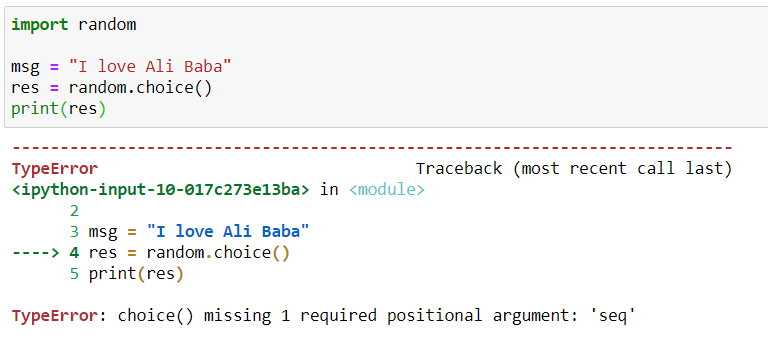 import random
msg = "I love Ali Baba"
res = random.choice()
print(res)
---------------------------------------------------------------------------
TypeError                                 Traceback (most recent call last)
<ipython-input-10-017c273e13ba> in <module>
      2
      3 msg = "I love Ali Baba"
----> 4 res = random.choice()
      5 print(res)
TypeError: choice() missing 1 required positional argument: 'seq'